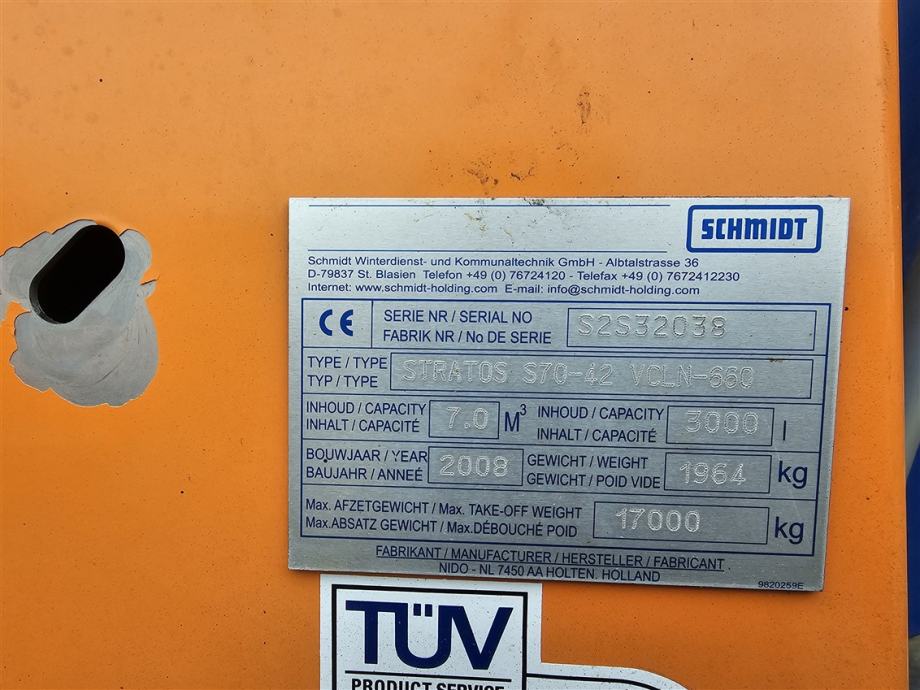 SCHMIDT
Schmidt Winterdienst- und Kommunaltechnik GmbH - Albtalstrasse 36
D-79837 St. Blasien Telefon +49 (0) 76724120 - Telefax +49 (0) 7672412230
Internet: www.schmidt-holding.com E-mail: info@schmidt-holding.com
CE SERIE NR / SERIAL NO
FABRIK NR / No DE SERIE S2S32038
TYPE / TYPE
TYP / TYPE STRATOS S70-42 VCLN-660
INHOUD / CAPACITY
INHALT / CAPACITÉ 7.0 M³
INHOUD / CAPACITY
INHALT / CAPACITÉ 3000 l
BOUWJAAR / YEAR
BAUJAHR / ANNEÉ 2008
GEWICHT / WEIGHT
GEWICHT / POID VIDE 1964 kg
Max. AFZETGEWICHT / Max. TAKE-OFF WEIGHT
Max. ABSATZ GEWICHT / Max. DÉBOUCHÉ POID 17000 kg
FABRIKANT / MANUFACTURER / HERSTELLER / FABRICANT
NIDO - NL 7450 AA HOLTEN. HOLLAND
9820259E
TÜV
PRODUCT SERVICE